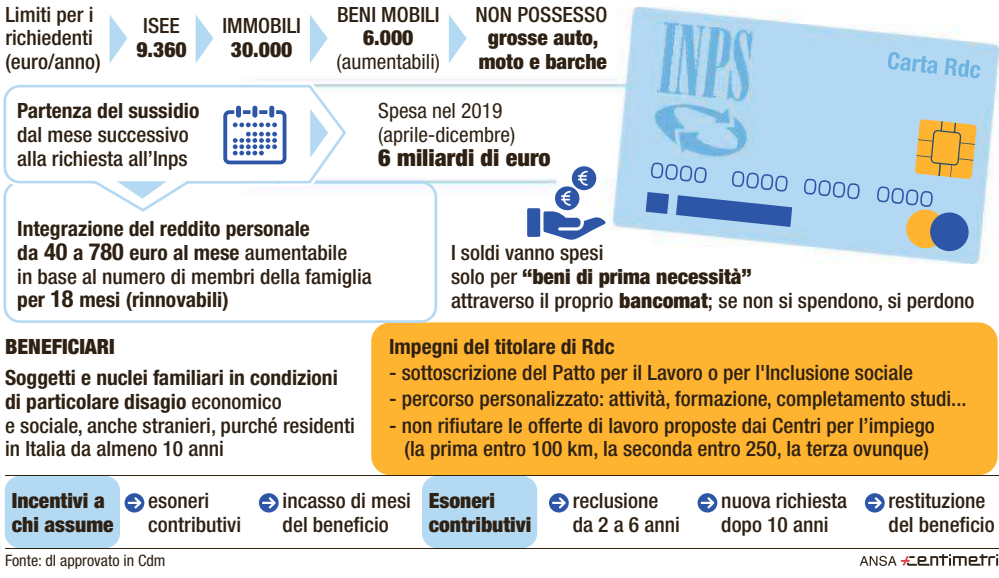 Limiti per i
richiedenti
(euro/anno)
ISEE
9.360
IMMOBILI
30.000
BENI MOBILI
6.000
(aumentabili)
NON POSSESSO
grosse auto,
moto e barche
INPS
Carta Rdc
0000 0000 0000 0000
Partenza del sussidio
dal mese successivo
alla richiesta all'Inps
Spesa nel 2019
(aprile-dicembre)
6 miliardi di euro
Integrazione del reddito personale
da 40 a 780 euro al mese aumentabile
in base al numero di membri della famiglia
per 18 mesi (rinnovabili)
€
€
I soldi vanno spesi
solo per “beni di prima necessità”
attraverso il proprio bancomat; se non si spendono, si perdono
BENEFICIARI
Soggetti e nuclei familiari in condizioni
di particolare disagio economico
e sociale, anche stranieri, purché residenti
in Italia da almeno 10 anni
Impegni del titolare di Rdc
- sottoscrizione del Patto per il Lavoro o per l'Inclusione sociale
- percorso personalizzato: attività, formazione, completamento studi...
- non rifiutare le offerte di lavoro proposte dai Centri per l'impiego
(la prima entro 100 km, la seconda entro 250, la terza ovunque)
Incentivi a
chi assume
esoneri
contributivi
incasso di mesi
del beneficio
Esoneri
contributivi
reclusione
da 2 a 6 anni
nuova richiesta
dopo 10 anni
restituzione
del beneficio
Fonte: dl approvato in Cdm
ANSA centimetri